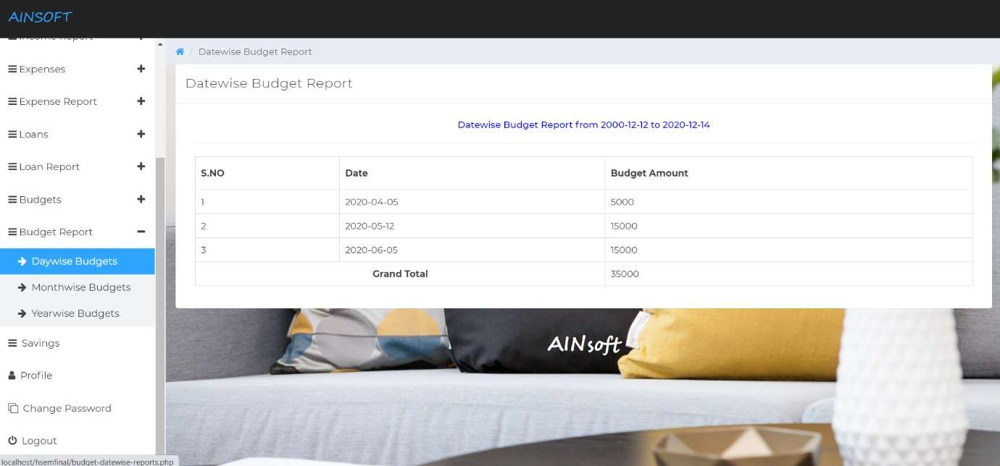 AINSOFT
Income Report
Expenses
Expense Report
Loans
Loan Report
Budgets
Budget Report
Daywise Budgets
Monthwise Budgets
Yearwise Budgets
Savings
Profile
Change Password
Logout
localhost/hsemfinal/budget-datewise-reports.php
/ Datewise Budget Report
Datewise Budget Report
Datewise Budget Report from 2000-12-12 to 2020-12-14
S.NO Date Budget Amount
1 2020-04-05 5000
2 2020-05-12 15000
3 2020-06-05 15000
Grand Total 35000
AINsoft